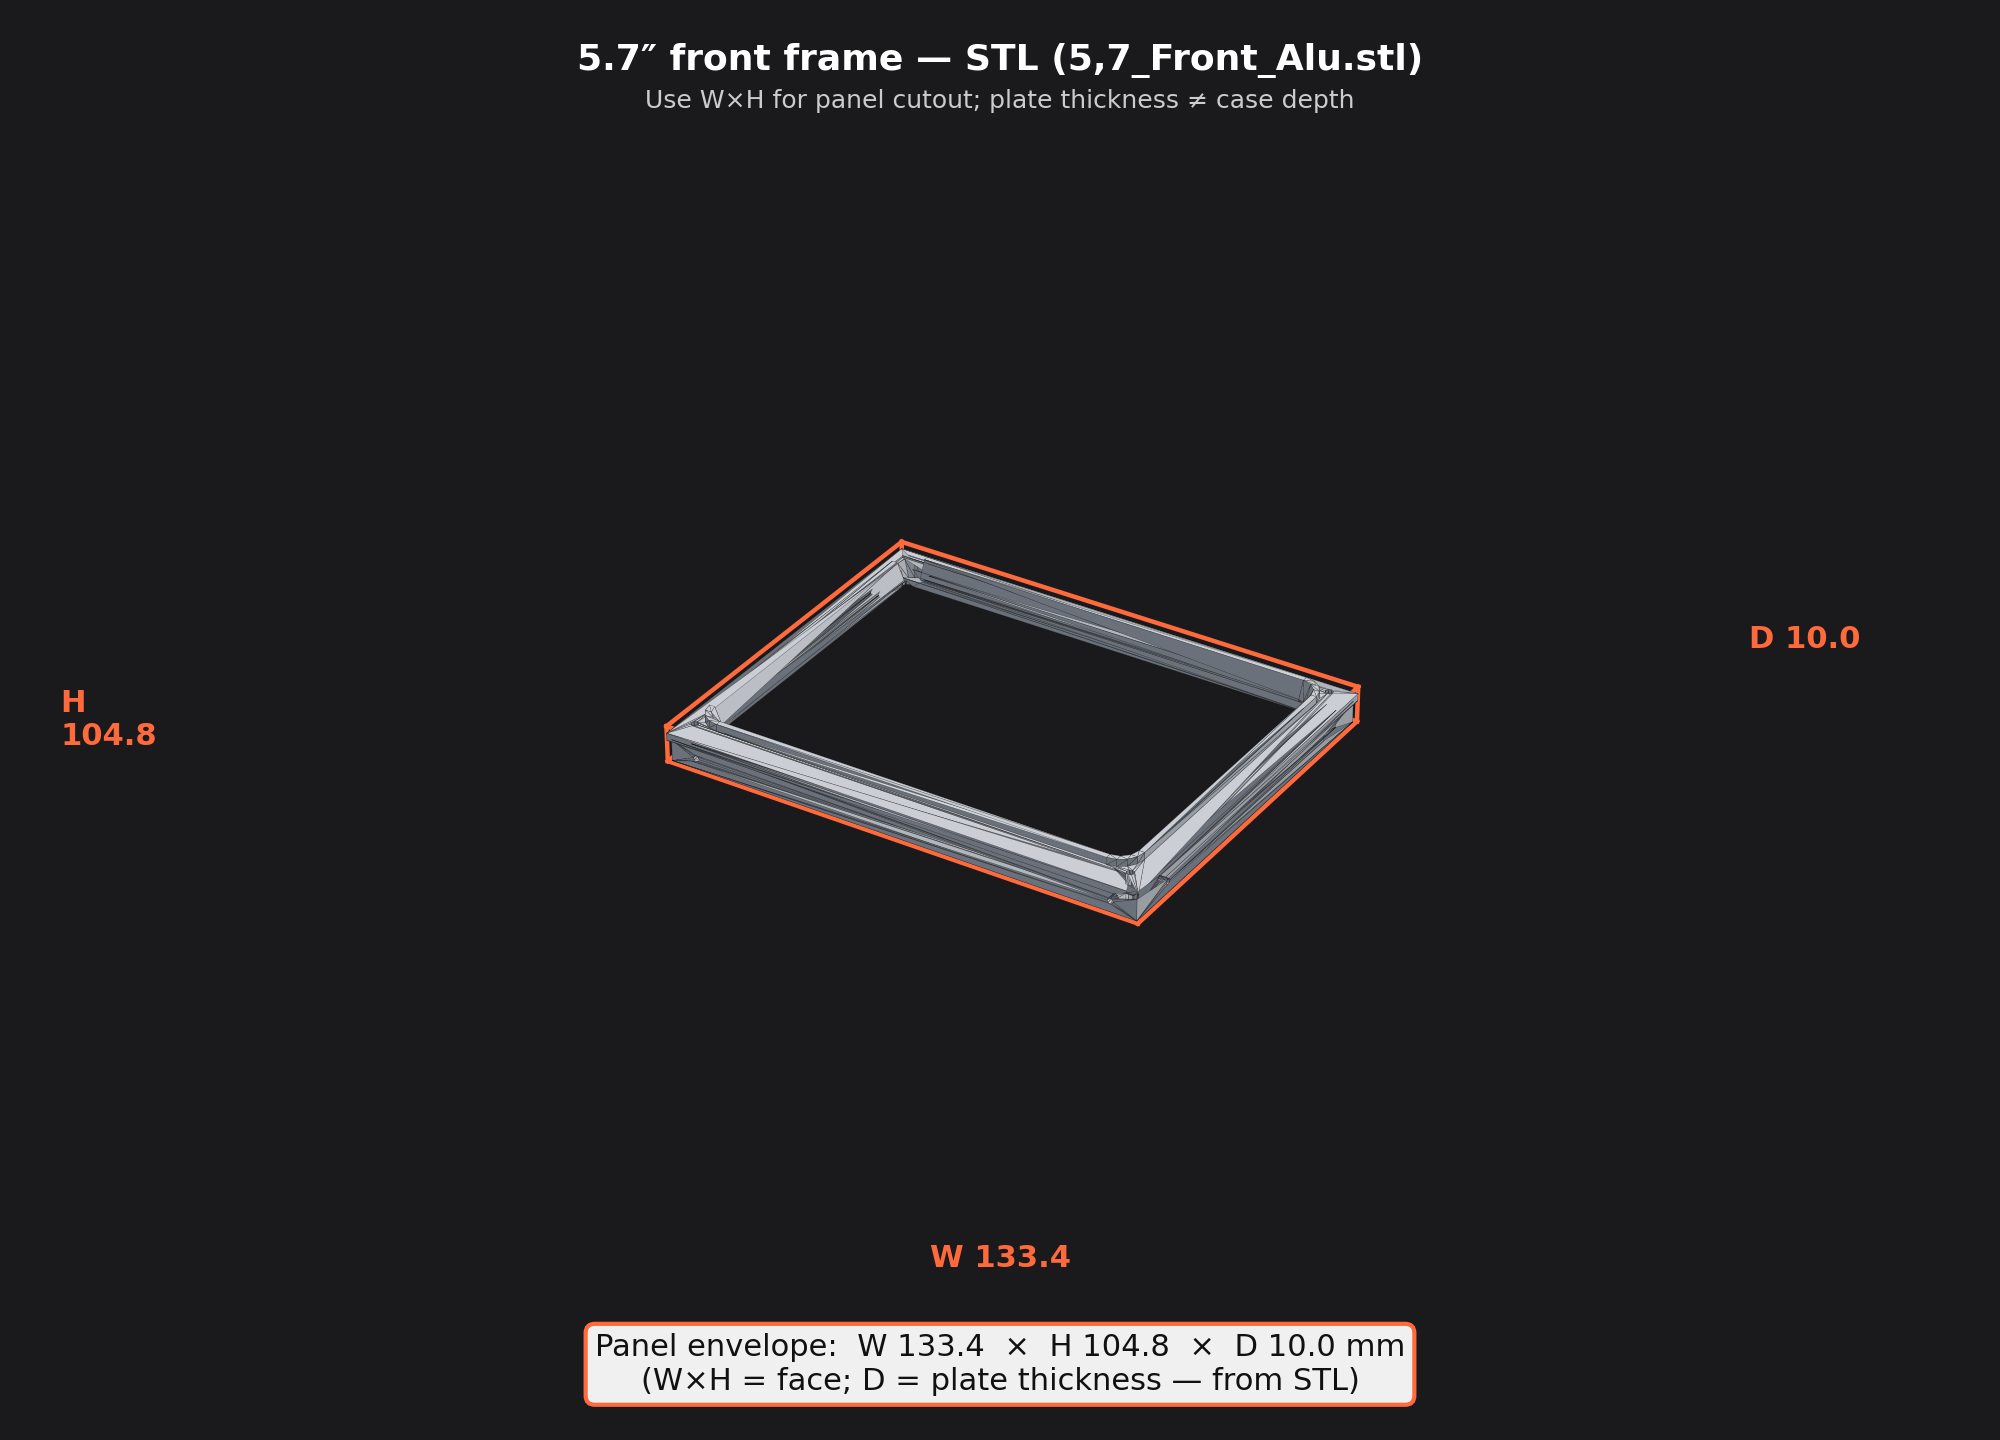 5.7″ front frame — STL (5,7_Front_Alu.stl)
Use W×H for panel cutout; plate thickness ≠ case depth
D 10.0
H
104.8
W 133.4
Panel envelope:  W 133.4  ×  H 104.8  ×  D 10.0 mm
(W×H = face; D = plate thickness — from STL)